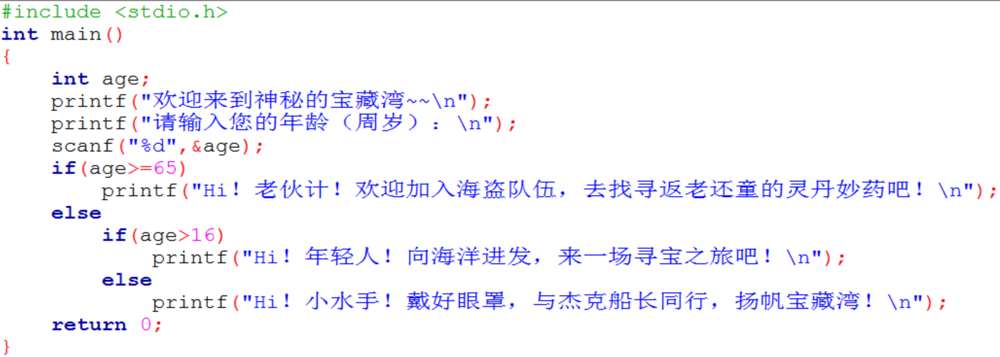 #include <stdio.h>
int main()
{
    int age;
    printf("欢迎来到神秘的宝藏湾~~\n");
    printf("请输入您的年龄（周岁）：\n");
    scanf("%d",&age);
    if(age>=65)
        printf("Hi！老伙计！欢迎加入海盗队伍，去找寻返老还童的灵丹妙药吧！\n");
    else
        if(age>16)
            printf("Hi！年轻人！向海洋进发，来一场寻宝之旅吧！\n");
        else
            printf("Hi！小水手！戴好眼罩，与杰克船长同行，扬帆宝藏湾！\n");
    return 0;
}